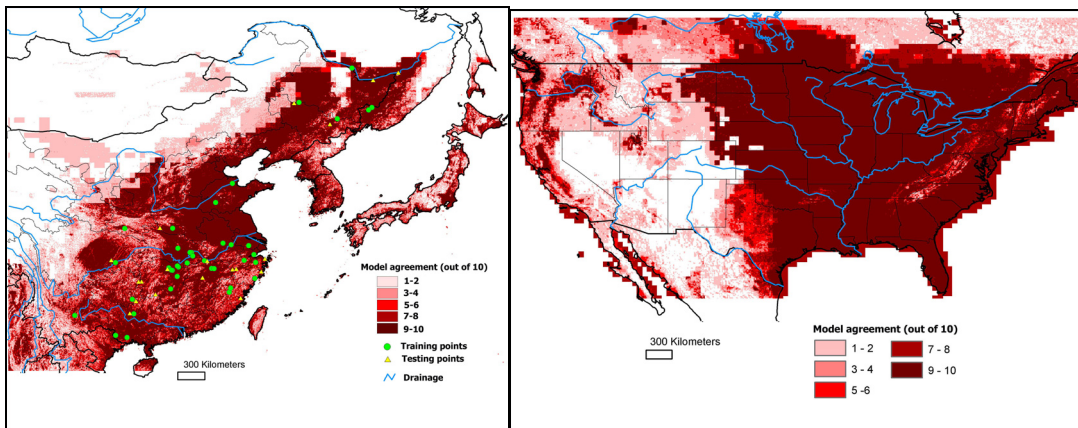 Model agreement (out of 10)
1-2
3-4
5-6
7-8
9-10
Training points
Testing points
Drainage
300 Kilometers
300 Kilometers
Model agreement (out of 10)
1 - 2
3 - 4
5 -6
7 - 8
9 - 10